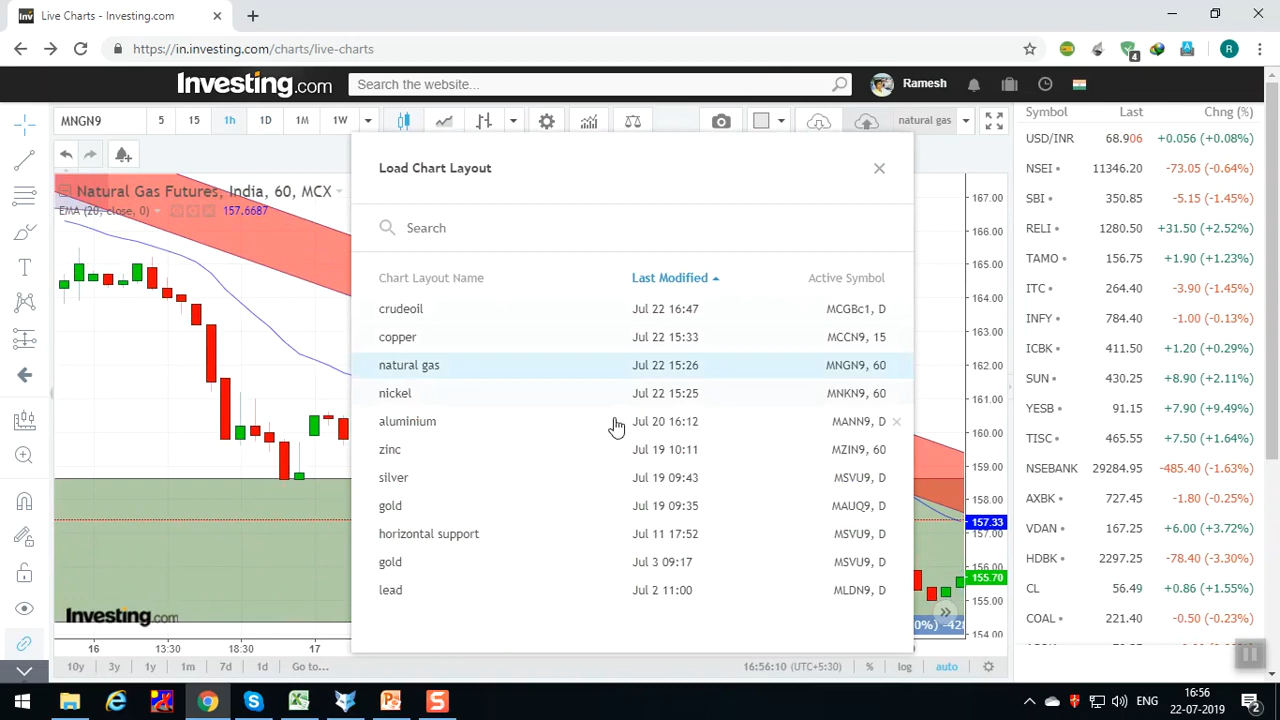 Live Charts - Investing.com
https://in.investing.com/charts/live-charts
4
R
Investing.com
Search the website...
Ramesh
MNGN9 5 15 1h 1D 1M 1W
natural gas
Natural Gas Futures, India, 60, MCX
EMA (20, close, 0) 157.6687
Load Chart Layout
Search
Chart Layout Name Last Modified Active Symbol
crudeoil Jul 22 16:47 MCGBc1, D
copper Jul 22 15:33 MCCN9, 15
natural gas Jul 22 15:26 MNGN9, 60
nickel Jul 22 15:25 MNKN9, 60
aluminium Jul 20 16:12 MANN9, D
zinc Jul 19 10:11 MZIN9, 60
silver Jul 19 09:43 MSVU9, D
gold Jul 19 09:35 MAUQ9, D
horizontal support Jul 11 17:52 MSVU9, D
gold Jul 3 09:17 MSVU9, D
lead Jul 2 11:00 MLDN9, D
167.00
166.00
165.00
164.00
163.00
162.00
161.00
160.00
159.00
158.00
157.33
157.00
156.00
155.70
155.00
154.00
Investing.com
16 13:30 18:30 17
10y 3y 1y 1m 7d 1d Go to...
16:56:10 (UTC+5:30) % log auto
Symbol Last Chng (%)
USD/INR 68.906 +0.056 (+0.08%)
NSEI 11346.20 -73.05 (-0.64%)
SBI 350.85 -5.15 (-1.45%)
RELI 1280.50 +31.50 (+2.52%)
TAMO 156.75 +1.90 (+1.23%)
ITC 264.40 -3.90 (-1.45%)
INFY 784.40 -1.00 (-0.13%)
ICBK 411.50 +1.20 (+0.29%)
SUN 430.25 +8.90 (+2.11%)
YESB 91.15 +7.90 (+9.49%)
TISC 465.55 +7.50 (+1.64%)
NSEBANK 29284.95 -485.40 (-1.63%)
AXBK 727.45 -1.80 (-0.25%)
VDAN 167.25 +6.00 (+3.72%)
HDBK 2297.25 -78.40 (-3.30%)
CL 56.49 +0.86 (+1.55%)
COAL 221.40 -0.50 (-0.23%)
ENG
16:56
22-07-2019
2